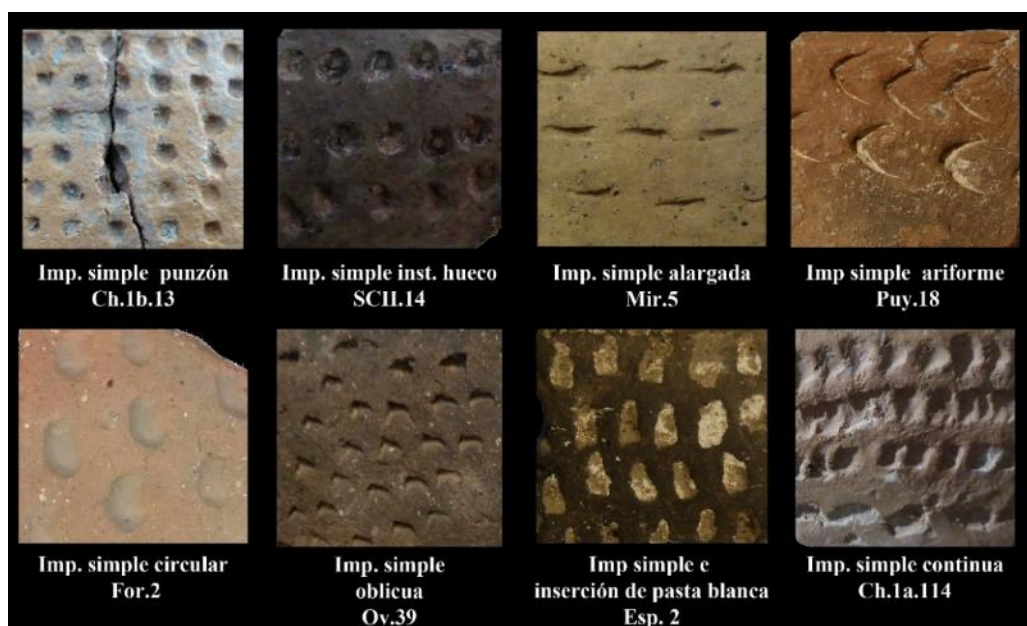 Imp. simple punzón
Ch.1b.13
Imp. simple inst. hueco
SCII.14
Imp. simple alargada
Mir.5
Imp simple ariforme
Puy.18
Imp. simple circular
For.2
Imp. simple
oblicua
Ov.39
Imp simple e
inserción de pasta blanca
Esp. 2
Imp. simple continua
Ch.1a.114